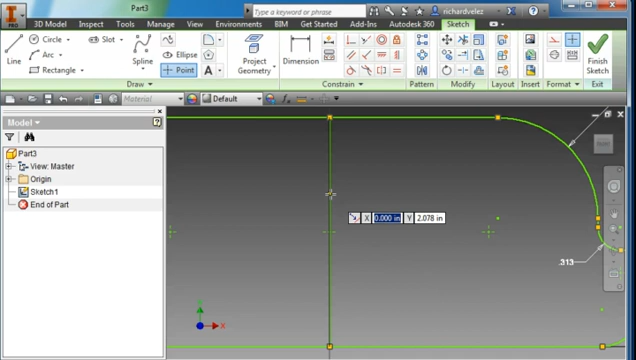 Part3
Type a keyword or phrase
richardvelez
PRO
3D Model Inspect Tools Manage View Environments BIM Get Started Add-Ins Autodesk 360 Sketch
Line
Circle
Arc
Rectangle
Slot
Spline
Ellipse
Point
A
Project
Geometry
Dimension
Pattern
Modify
Layout
Insert
Format
Finish
Sketch
Draw
Constrain
Exit
Material
Default
Model
Part3
View: Master
Origin
Sketch1
End of Part
X 0.000 in Y 2.078 in
.313
X